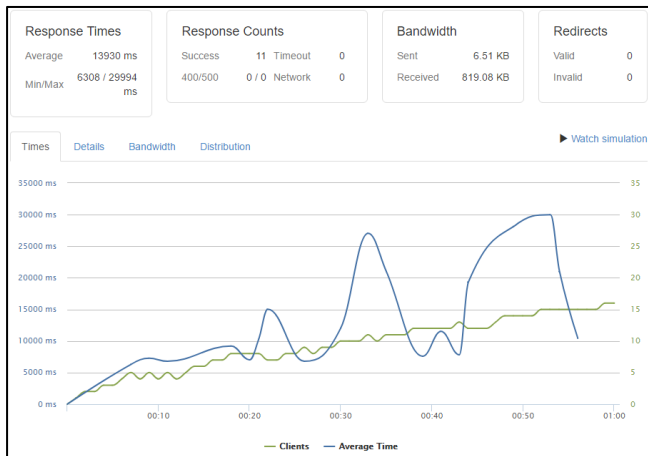 Response Times
Average 13930 ms
Min/Max 6308 / 29994 ms
Response Counts
Success 11 Timeout 0
400/500 0 / 0 Network 0
Bandwidth
Sent 6.51 KB
Received 819.08 KB
Redirects
Valid 0
Invalid 0
Times Details Bandwidth Distribution
Watch simulation
35000 ms 35
30000 ms 30
25000 ms 25
20000 ms 20
15000 ms 15
10000 ms 10
5000 ms 5
0 ms 0
00:10 00:20 00:30 00:40 00:50 01:00
Clients Average Time